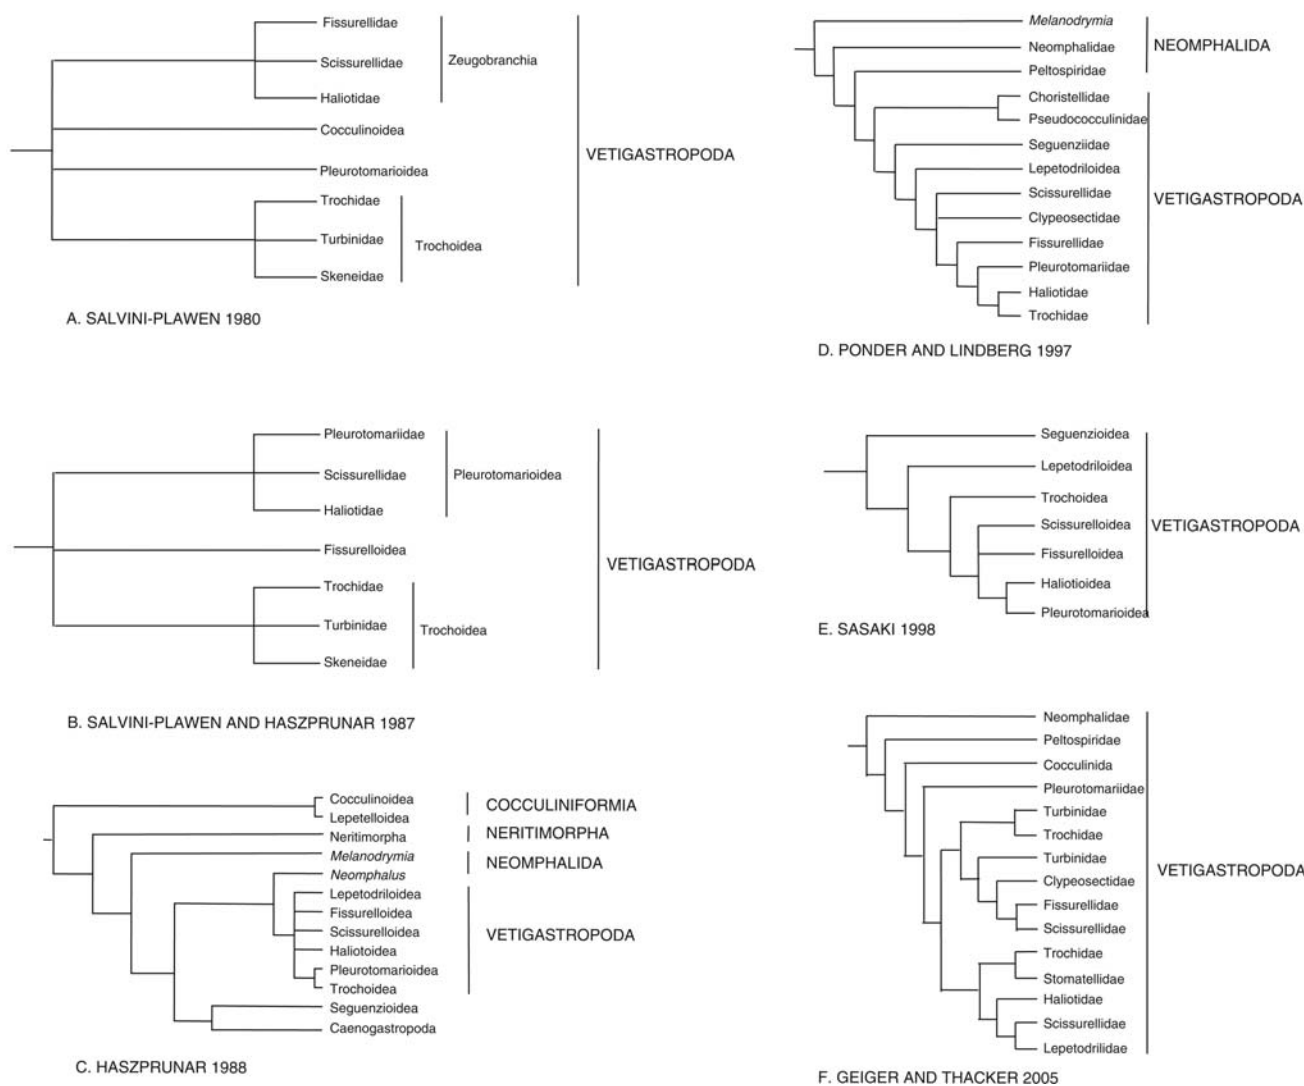 Fissurellidae
Scissurellidae
Zeugobranchia
Haliotidae
Cocculinoidea
Pleurotomarioidea
VETIGASTROPODA
Trochidae
Turbinidae
Trochoidea
Skeneidae
A. SALVINI-PLAWEN 1980
Pleurotomariidae
Scissurellidae
Pleurotomarioidea
Haliotidae
Fissurelloidea
VETIGASTROPODA
Trochidae
Turbinidae
Trochoidea
Skeneidae
B. SALVINI-PLAWEN AND HASZPRUNAR 1987
Cocculinoidea
COCCULINIFORMIA
Lepetelloidea
Neritimorpha
NERITIMORPHA
Melanodrymia
NEOMPHALIDA
Neomphalus
Lepetodriloidea
Fissurelloidea
Scissurelloidea
VETIGASTROPODA
Haliotoidea
Pleurotomarioidea
Trochoidea
Seguenzioidea
Caenogastropoda
C. HASZPRUNAR 1988
Melanodrymia
Neomphalidae
NEOMPHALIDA
Peltospiridae
Choristellidae
Pseudococculinidae
Seguenziidae
Lepetodriloidea
Scissurellidae
VETIGASTROPODA
Clypeosectidae
Fissurellidae
Pleurotomariidae
Haliotidae
Trochidae
D. PONDER AND LINDBERG 1997
Seguenzioidea
Lepetodriloidea
Trochoidea
Scissurelloidea
VETIGASTROPODA
Fissurelloidea
Haliotioidea
Pleurotomarioidea
E. SASAKI 1998
Neomphalidae
Peltospiridae
Cocculinida
Pleurotomariidae
Turbinidae
Trochidae
Turbinidae
VETIGASTROPODA
Clypeosectidae
Fissurellidae
Scissurellidae
Trochidae
Stomatellidae
Haliotidae
Scissurellidae
Lepetodrilidae
F. GEIGER AND THACKER 2005